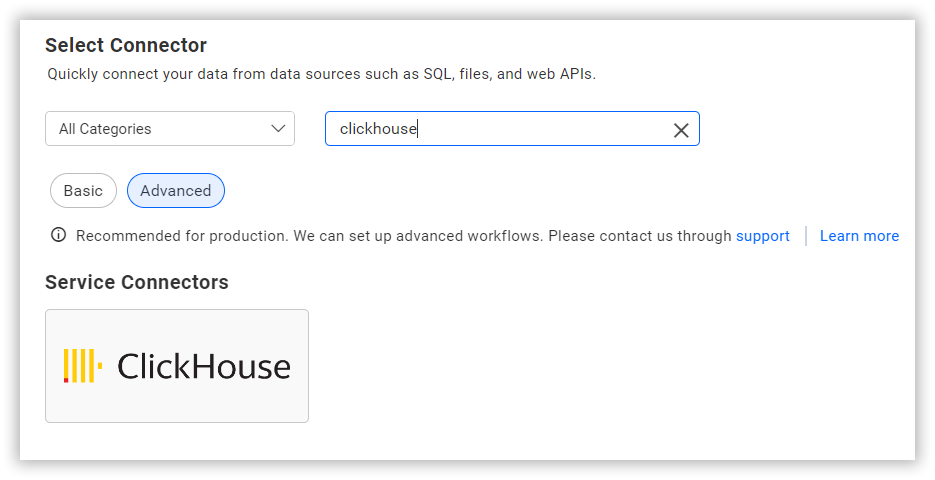 Select Connector
Quickly connect your data from data sources such as SQL, files, and web APIs.
All Categories
clickhouse
Basic
Advanced
Recommended for production. We can set up advanced workflows. Please contact us through support
Learn more
Service Connectors
ClickHouse